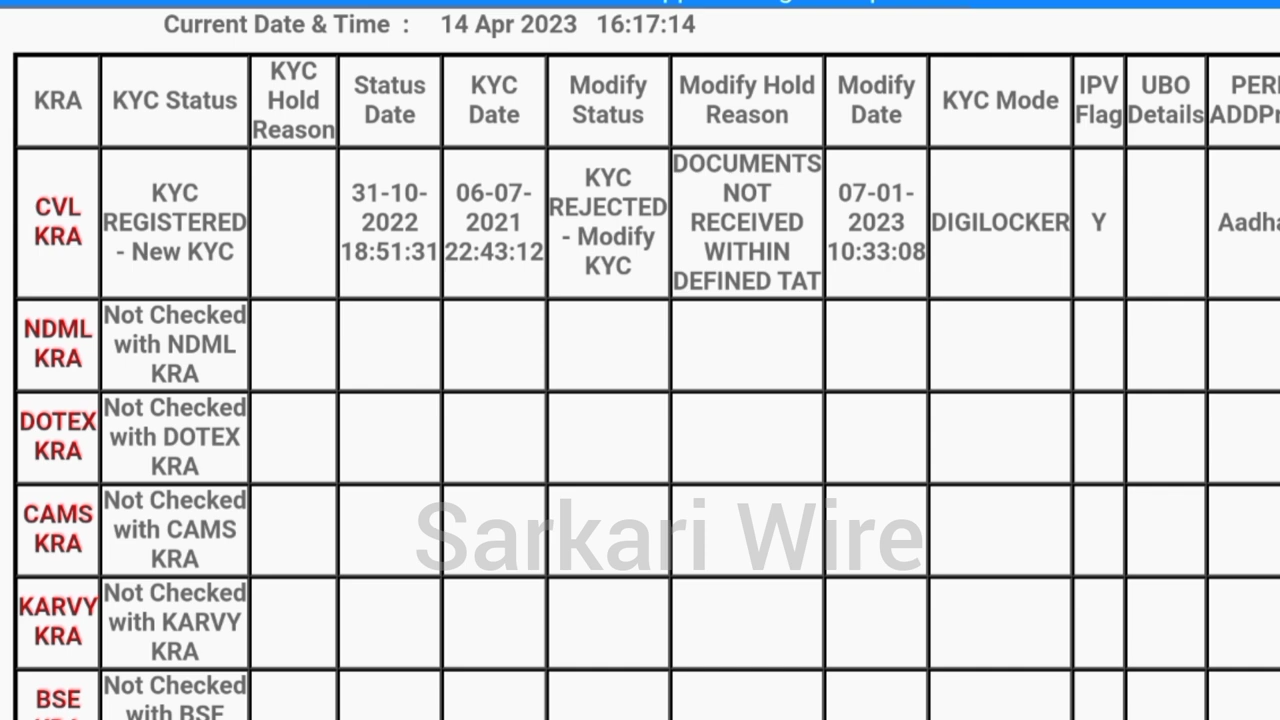 Current Date & Time : 14 Apr 2023 16:17:14
KRA
KYC Status
KYC
Hold
Reason
Status
Date
KYC
Date
Modify
Status
Modify Hold
Reason
Modify
Date
KYC Mode
IPV
Flag
UBO
Details
CVL
KRA
KYC
REGISTERED
- New KYC
31-10-
2022
18:51:31
06-07-
2021
22:43:12
KYC
REJECTED
- Modify
KYC
DOCUMENTS
NOT
RECEIVED
WITHIN
DEFINED TAT
07-01-
2023
10:33:08
DIGILOCKER
Y
NDML
KRA
Not Checked
with NDML
KRA
DOTEX
KRA
Not Checked
with DOTEX
KRA
CAMS
KRA
Not Checked
with CAMS
KRA
Sarkari Wire
KARVY
KRA
Not Checked
with KARVY
KRA
BSE
Not Checked
with BSE